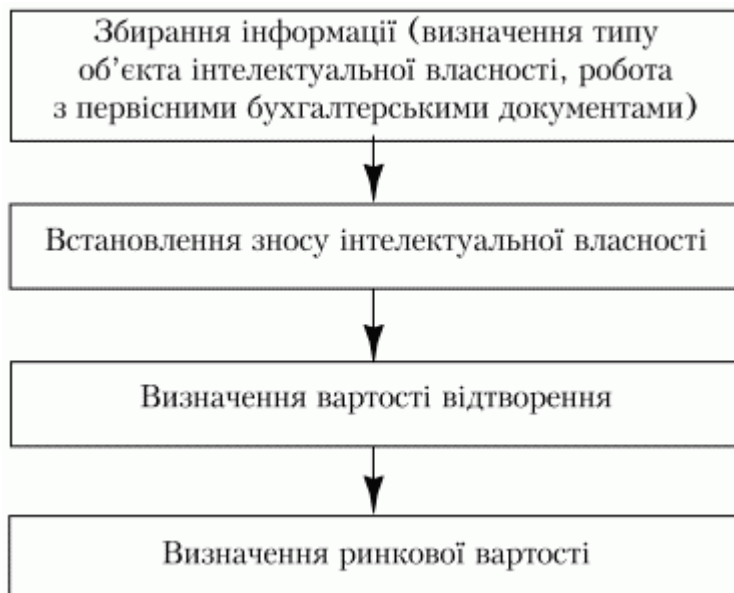 Збирання інформації (визначення типу
об’єкта інтелектуальної власності, робота
з первісними бухгалтерськими документами)
Встановлення зносу інтелектуальної власності
Визначення вартості відтворення
Визначення ринкової вартості